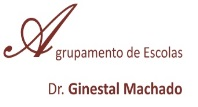 Agrupamento de Escolas
Dr. Ginestal Machado